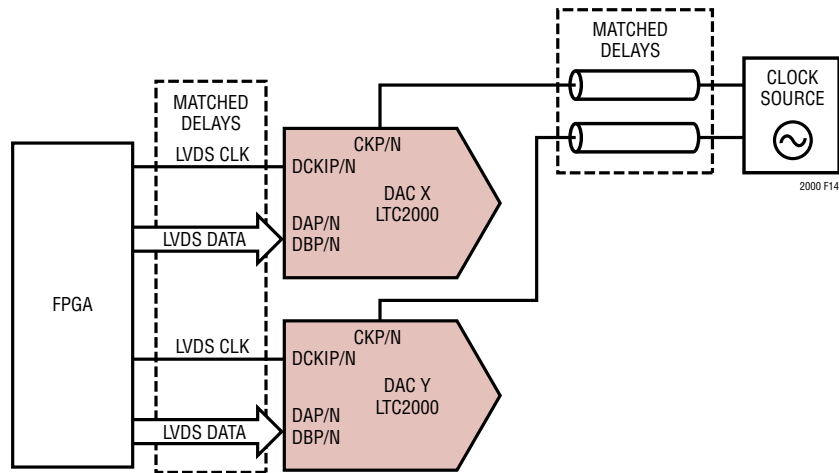 MATCHED
DELAYS
CLOCK
SOURCE
2000 F14
MATCHED
DELAYS
LVDS CLK
CKP/N
DCKIP/N
DAC X
LTC2000
DAP/N
DBP/N
LVDS DATA
FPGA
LVDS CLK
CKP/N
DCKIP/N
DAC Y
LTC2000
DAP/N
DBP/N
LVDS DATA